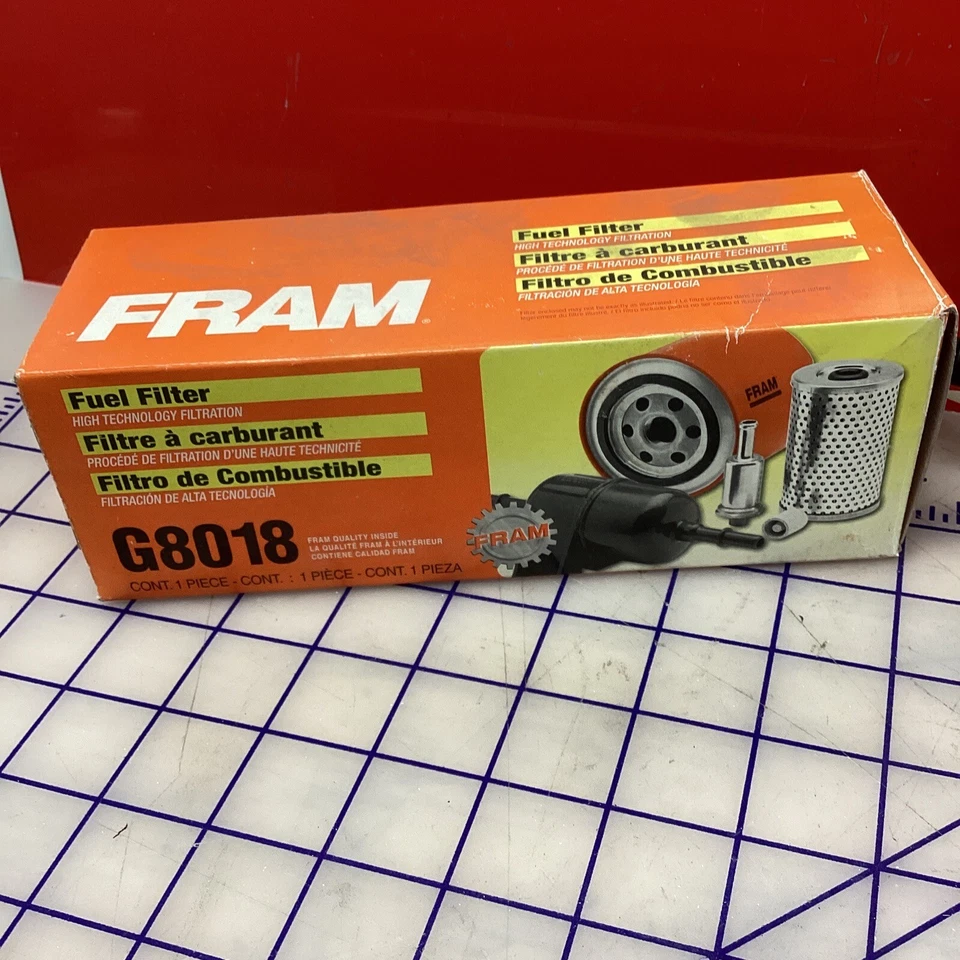 FRAM®
Fuel Filter
HIGH TECHNOLOGY FILTRATION
Filtre à carburant
PROCÉDÉ DE FILTRATION D'UNE HAUTE TECHNICITÉ
Filtro de Combustible
FILTRACIÓN DE ALTA TECNOLOGÍA
Fuel Filter
HIGH TECHNOLOGY FILTRATION
Filtre à carburant
PROCÉDÉ DE FILTRATION D'UNE HAUTE TECHNICITÉ
Filtro de Combustible
FILTRACIÓN DE ALTA TECNOLOGÍA
G8018
FRAM QUALITY INSIDE
LA QUALITÉ FRAM À L'INTÉRIEUR
CONTIENE CALIDAD FRAM
CONT. 1 PIECE - CONT. : 1 PIÈCE - CONT. 1 PIEZA
FRAM
FRAM